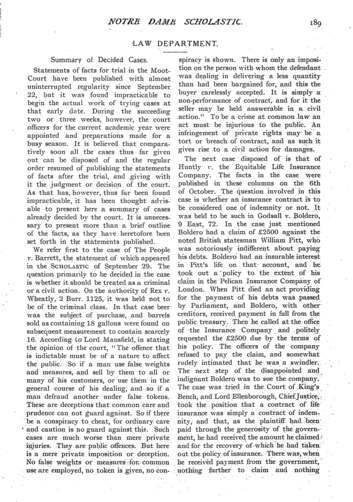 NOTRE DAME SCHOLASTIC.
189
LAW DEPARTMENT.
Summary of Decided Cases.
Statements of facts for trial in the Moot-
Court have been published with almost
uninterrupted regularity since September
22, but it was found impracticable to
begin the actual work of trying cases at
that early date. During the succeeding
two or three weeks, however, the court
officers for the current academic year were
appointed and preparations made for a
busy season. It is believed that compara-
tively soon all the cases thus far given
out can be disposed of and the regular
order resumed of publishing the statements
of facts after the trial, and giving with
it the judgment or decision of the court.
As that has, however, thus far been found
impracticable, it has been thought advis-
able to present here a summary of cases
already decided by the court. It is unneces-
sary to present more than a brief outline
of the facts, as they have heretofore been
set forth in the statements published.
We refer first to the case of The People
v. Barrett, the statement of which appeared
in the SCHOLASTIC of September 29. The
question primarily to be decided in the case
is whether it should be treated as a criminal
or a civil action. On the authority of Rex v.
Wheatly, 2 Burr. 1125, it was held not to
be of the criminal class. In that case beer
was the subject of purchase, and barrels
sold as containing 18 gallons were found on
subsequent measurement to contain scarcely
16. According to Lord Mansfield, in stating
the opinion of the court, "The offence that
is indictable must be of a nature to affect
the public. So if a man use false weights
and measures, and sell by them to all or
many of his customers, or use them in the
general course of his dealing; and so if a
man defraud another under false tokens.
These are deceptions that common care and
prudence can not guard against. So if there
be a conspiracy to cheat, for ordinary care
and caution is no guard against this. Such
cases are much worse than mere private
injuries. They are public offences. But here
is a mere private imposition or deception.
No false weights or measures for common
use are employed, no token is given, no con-
spiracy is shown. There is only an imposi-
tion on the person with whom the defendant
was dealing in delivering a less quantity
than had been bargained for, and this the
buyer carelessly accepted. It is simply a
non-performance of contract, and for it the
seller may be held answerable in a civil
action." To be a crime at common law an
act must be injurious to the public. An
infringement of private rights may be a
tort or breach of contract, and as such it
gives rise to a civil action for damages.
The next case disposed of is that of
Huntly v. the Equitable Life Insurance
Company. The facts in the case were
published in these columns on the 6th
of October. The question involved in this
case is whether an insurance contract is to
be considered one of indemnity or not. It
was held to be such in Godsall v. Boldero,
9 East, 72. In the case just mentioned
Boldero had a claim of £2500 against the
noted British statesman William Pitt, who
was notoriously indifferent about paying
his debts. Boldero had an insurable interest
in Pitt's life on that account, and he
took out a policy to the extent of his
claim in the Pelican Insurance Company of
London. When Pitt died an act providing
for the payment of his debts was passed
by Parliament, and Boldero, with other
creditors, received payment in full from the
public treasury. Then he called at the office
of the Insurance Company and politely
requested the £2500 due by the terms of
his policy. The officers of the company
refused to pay the claim, and somewhat
rudely intimated that he was a swindler.
The next step of the disappointed and
indignant Boldero was to sue the company.
The case was tried in the Court of King's
Bench, and Lord Ellenborough, Chief Justice,
took the position that a contract of life
insurance was simply a contract of indem-
nity, and that, as the plaintiff had been
paid through the generosity of the govern-
ment, he had received the amount he claimed
and for the recovery of which he had taken
out the policy of insurance. There was, when
he received payment from the government,
nothing further to claim and nothing